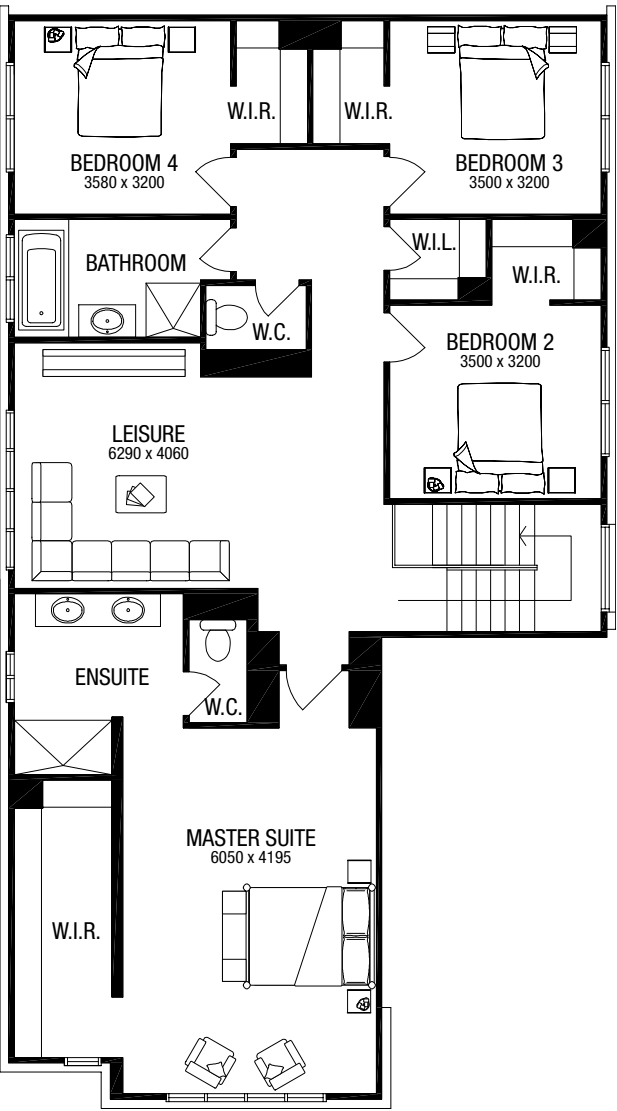 W.I.R.
W.I.R.
BEDROOM 4
3580 x 3200
BEDROOM 3
3500 x 3200
BATHROOM
W.I.L.
W.I.R.
W.C.
BEDROOM 2
3500 x 3200
LEISURE
6290 x 4060
ENSUITE
W.C.
MASTER SUITE
6050 x 4195
W.I.R.